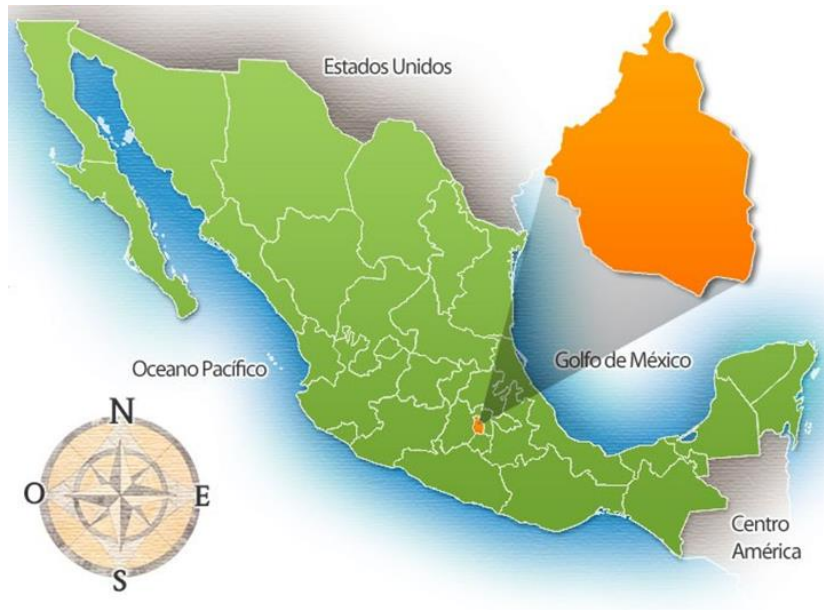 Estados Unidos
Oceano Pacífico
Golfo de México
N
O
E
S
Centro
América